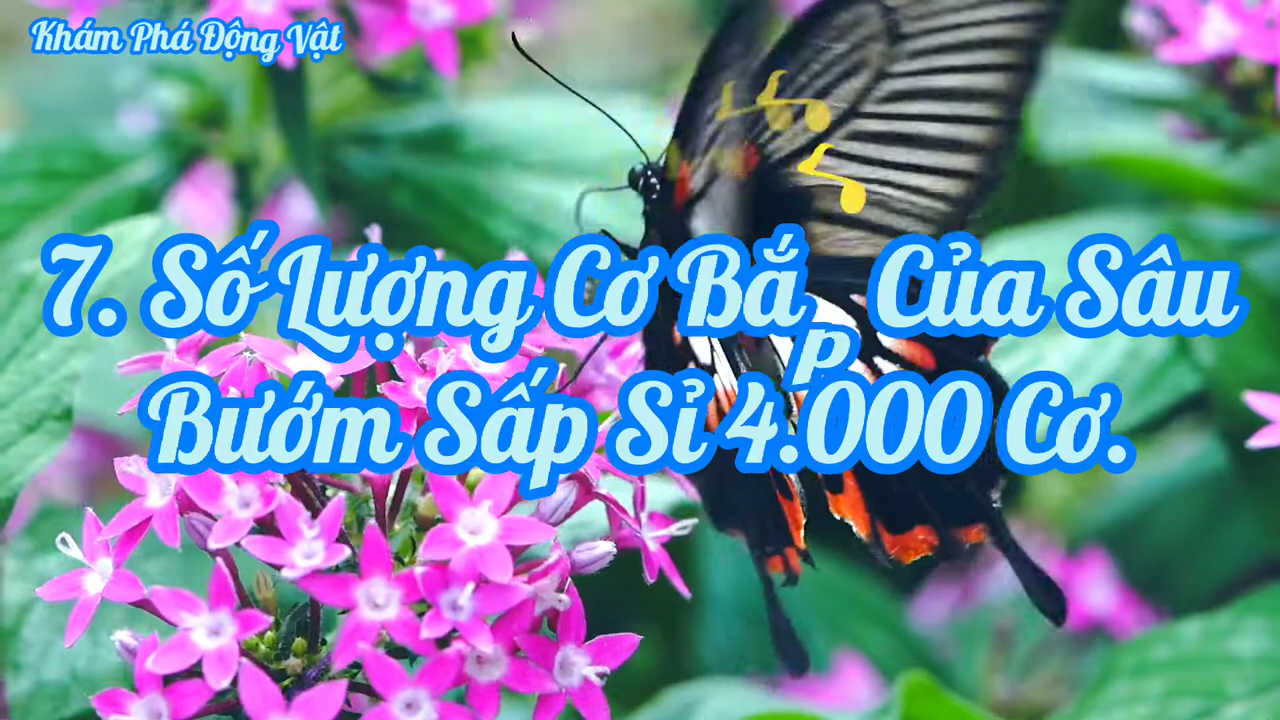 Khám Phá Động Vật
7. Số Lượng Cơ Bắp Của Sâu
Bướm Sấp Sỉ 4.000 Cơ.